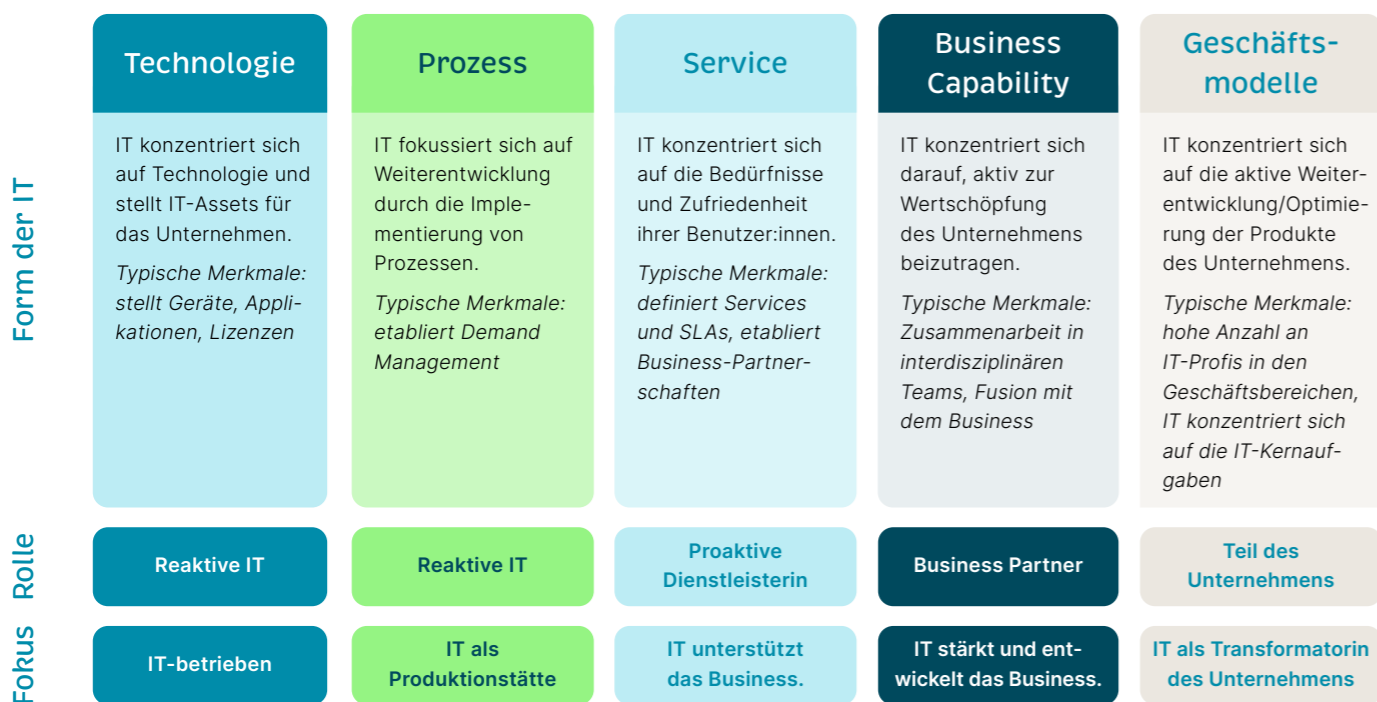 Form der IT
Technologie
IT konzentriert sich
auf Technologie und
stellt IT-Assets für
das Unternehmen.
Typische Merkmale:
stellt Geräte, Appli-
kationen, Lizenzen
Prozess
IT fokussiert sich auf
Weiterentwicklung
durch die Imple-
mentierung von
Prozessen.
Typische Merkmale:
etabliert Demand
Management
Service
IT konzentriert sich
auf die Bedürfnisse
und Zufriedenheit
ihrer Benutzer:innen.
Typische Merkmale:
definiert Services
und SLAs, etabliert
Business-Partner-
schaften
Business
Capability
IT konzentriert sich
darauf, aktiv zur
Wertschöpfung
des Unternehmens
beizutragen.
Typische Merkmale:
Zusammenarbeit in
interdisziplinären
Teams, Fusion mit
dem Business
Geschäfts-
modelle
IT konzentriert sich
auf die aktive Weiter-
entwicklung/Optimie-
rung der Produkte
des Unternehmens.
Typische Merkmale:
hohe Anzahl an
IT-Profis in den
Geschäftsbereichen,
IT konzentriert sich
auf die IT-Kernauf-
gaben
Rolle
Reaktive IT
Reaktive IT
Proaktive
Dienstleisterin
Business Partner
Teil des
Unternehmens
Fokus
IT-betrieben
IT als
Produktionstätte
IT unterstützt
das Business.
IT stärkt und ent-
wickelt das Business.
IT als Transformatorin
des Unternehmens